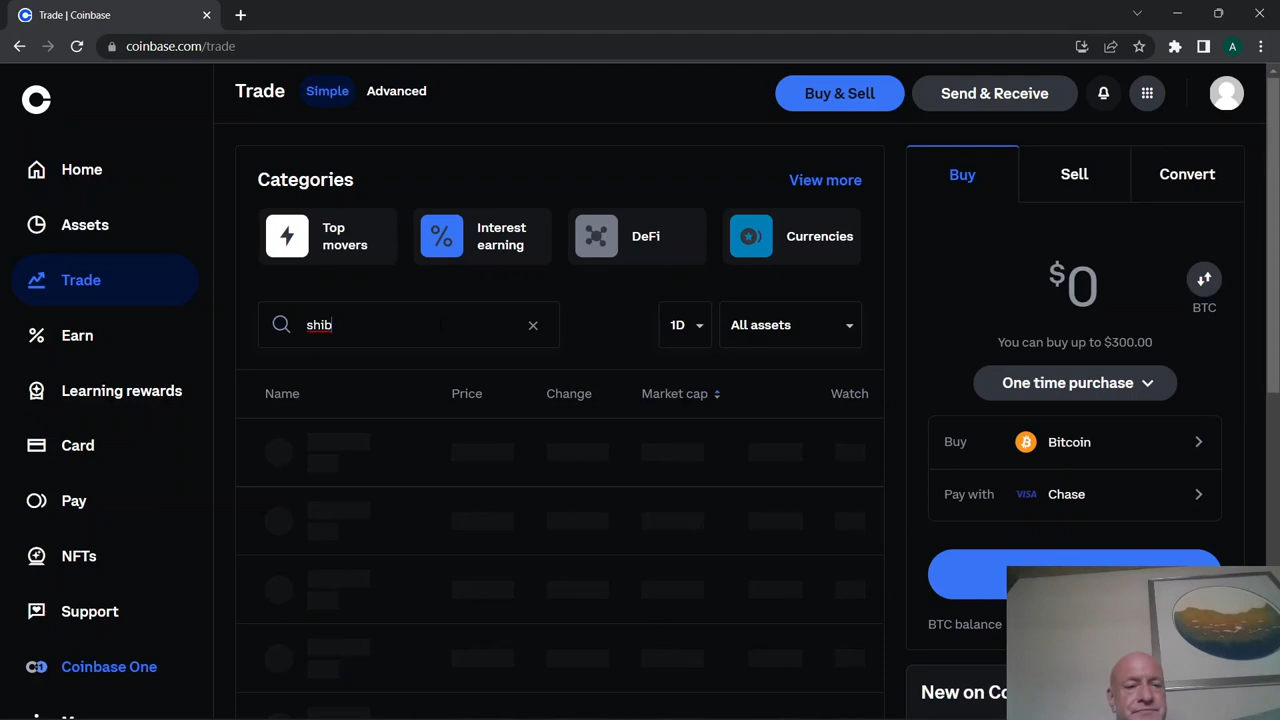 Trade | Coinbase
coinbase.com/trade
A
Trade
Simple
Advanced
Buy & Sell
Send & Receive
Home
Assets
Trade
Earn
Learning rewards
Card
Pay
NFTs
Support
Coinbase One
Categories
View more
Top
movers
Interest
earning
DeFi
Currencies
shib
1D
All assets
Name
Price
Change
Market cap
Watch
Buy
Sell
Convert
$0
BTC
You can buy up to $300.00
One time purchase
Buy
Bitcoin
Pay with
VISA
Chase
BTC balance
New on Co